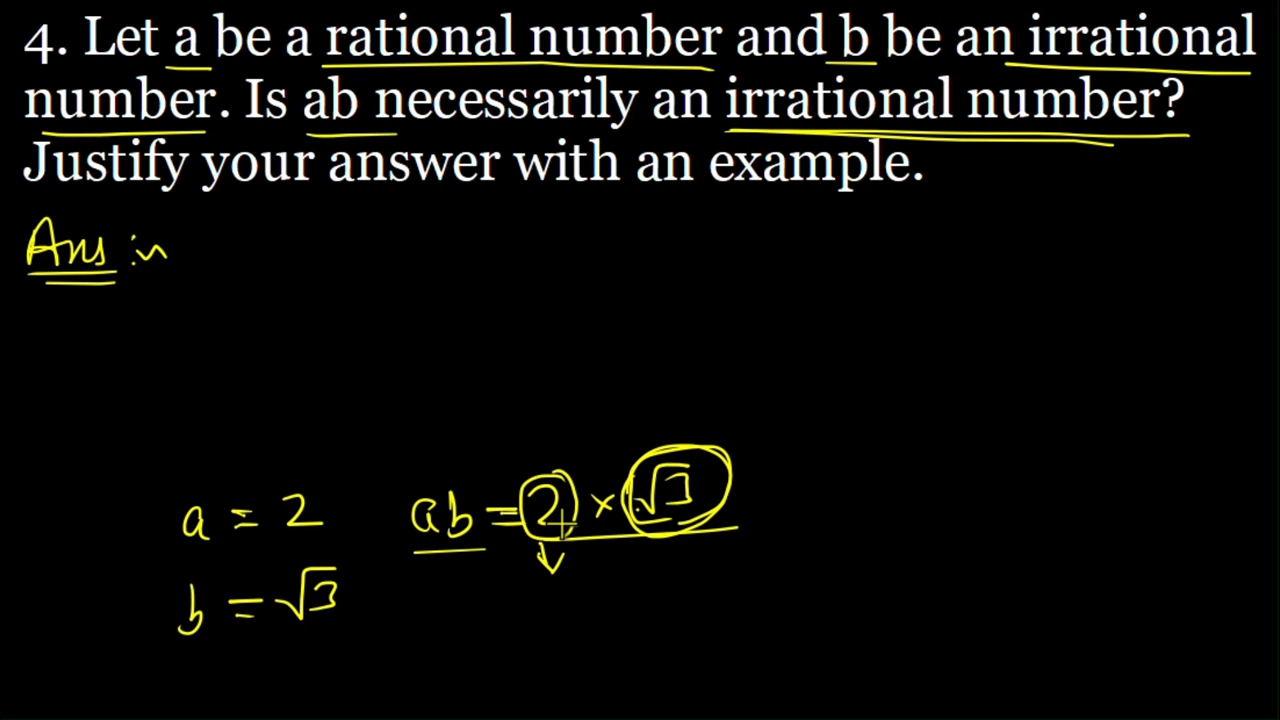 4. Let a be a rational number and b be an irrational
number. Is ab necessarily an irrational number?
Justify your answer with an example.
Ans :~
a = 2 ab = 2 × √3
b = √3